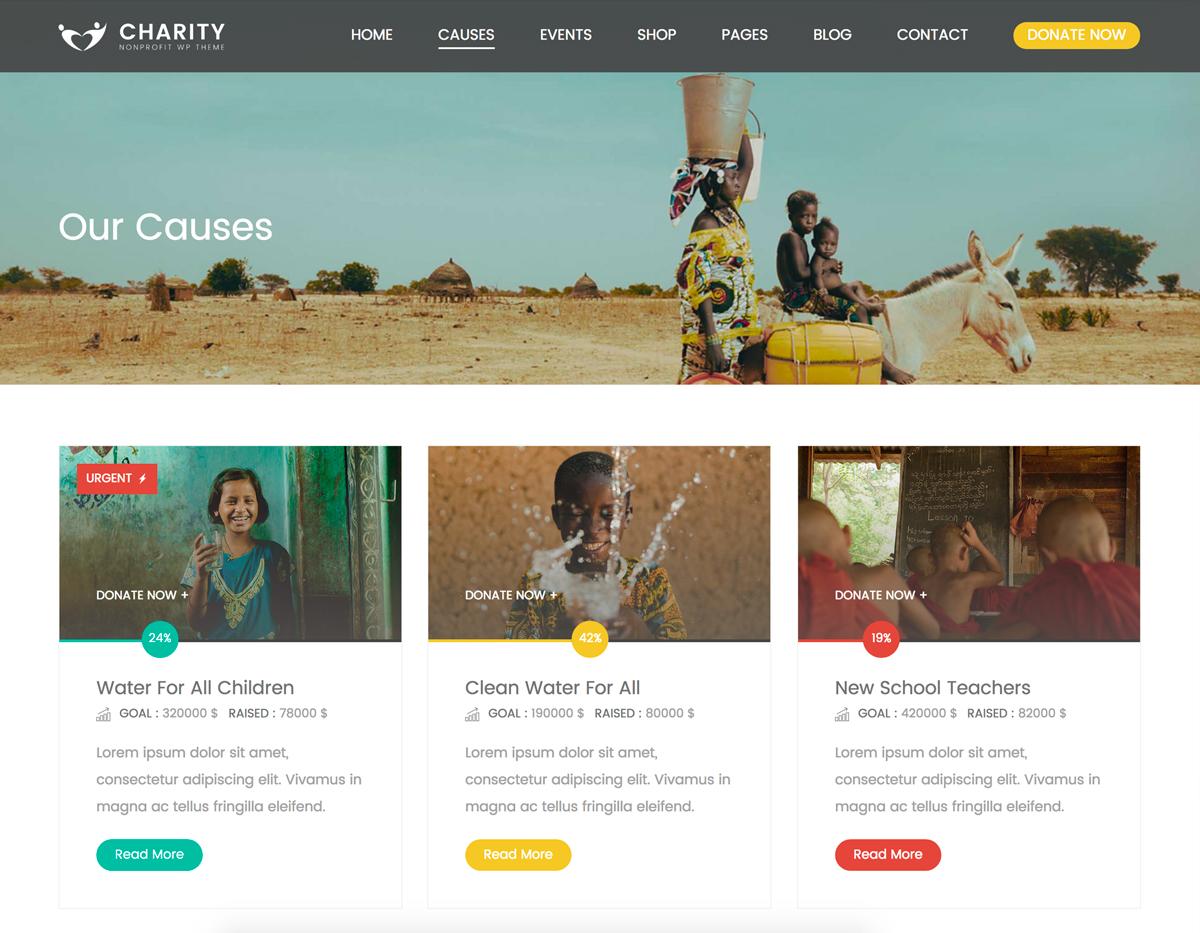 CHARITY
NONPROFIT WP THEME
HOME CAUSES EVENTS SHOP PAGES BLOG CONTACT DONATE NOW
Our Causes
URGENT
DONATE NOW +
24%
Water For All Children
GOAL : 320000 $ RAISED : 78000 $
Lorem ipsum dolor sit amet,
consectetur adipiscing elit. Vivamus in
magna ac tellus fringilla eleifend.
Read More
DONATE NOW +
42%
Clean Water For All
GOAL : 190000 $ RAISED : 80000 $
Lorem ipsum dolor sit amet,
consectetur adipiscing elit. Vivamus in
magna ac tellus fringilla eleifend.
Read More
Lesson
DONATE NOW +
19%
New School Teachers
GOAL : 420000 $ RAISED : 82000 $
Lorem ipsum dolor sit amet,
consectetur adipiscing elit. Vivamus in
magna ac tellus fringilla eleifend.
Read More